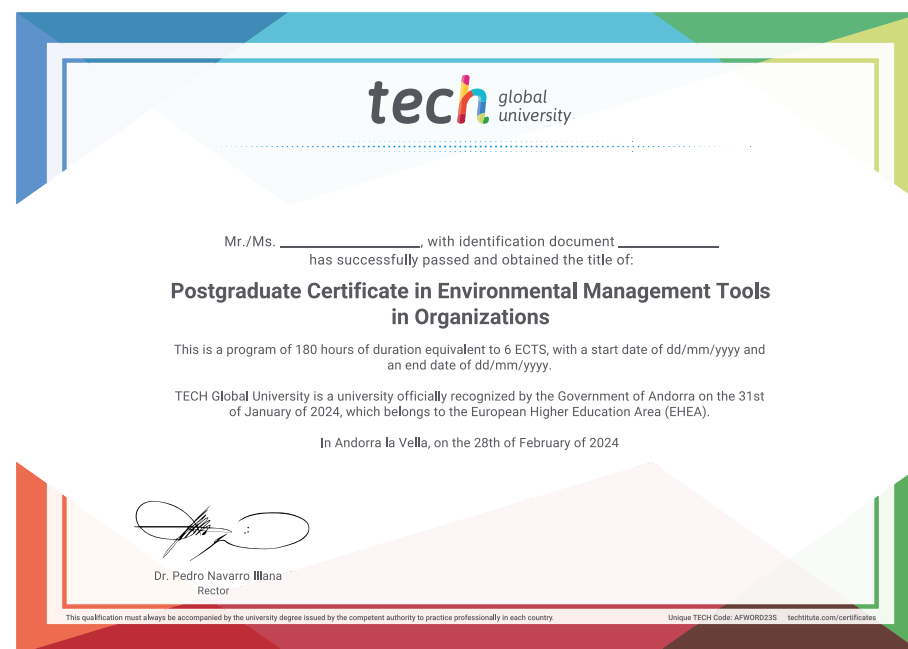 tech global
university
Mr./Ms. ____________, with identification document ____________
has successfully passed and obtained the title of:
Postgraduate Certificate in Environmental Management Tools
in Organizations
This is a program of 180 hours of duration equivalent to 6 ECTS, with a start date of dd/mm/yyyy and
an end date of dd/mm/yyyy.
TECH Global University is a university officially recognized by the Government of Andorra on the 31st
of January of 2024, which belongs to the European Higher Education Area (EHEA).
In Andorra la Vella, on the 28th of February of 2024
Dr. Pedro Navarro Illana
Rector
This qualification must always be accompanied by the university degree issued by the competent authority to practice professionally in each country.
Unique TECH Code: AFWORD23S techtitute.com/certificates